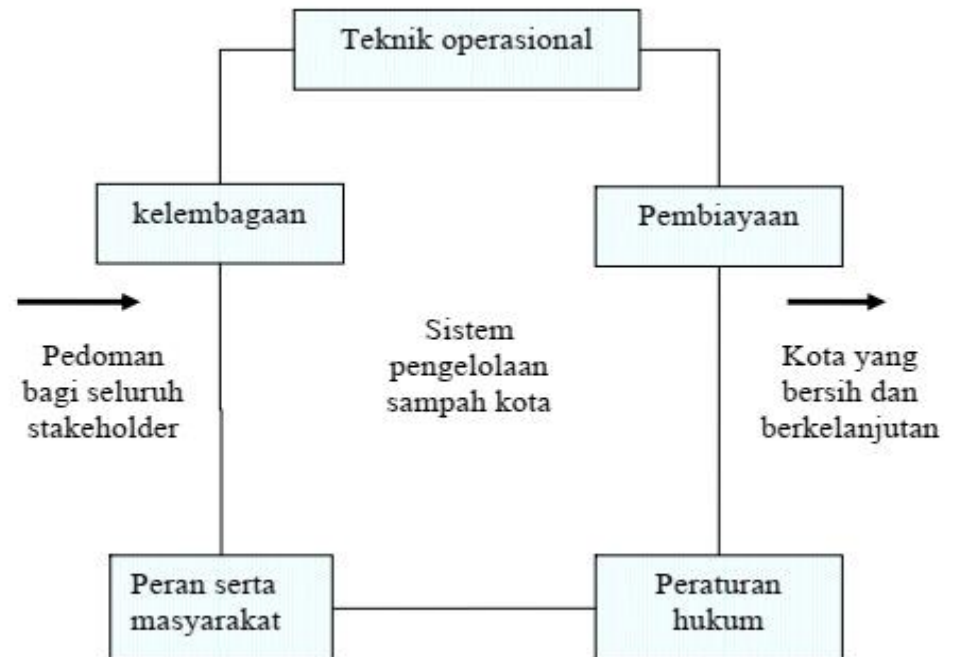 Teknik operasional
kelembagaan
Pembiayaan
Pedoman
bagi seluruh
stakeholder
Sistem
pengelolaan
sampah kota
Kota yang
bersih dan
berkelanjutan
Peran serta
masyarakat
Peraturan
hukum